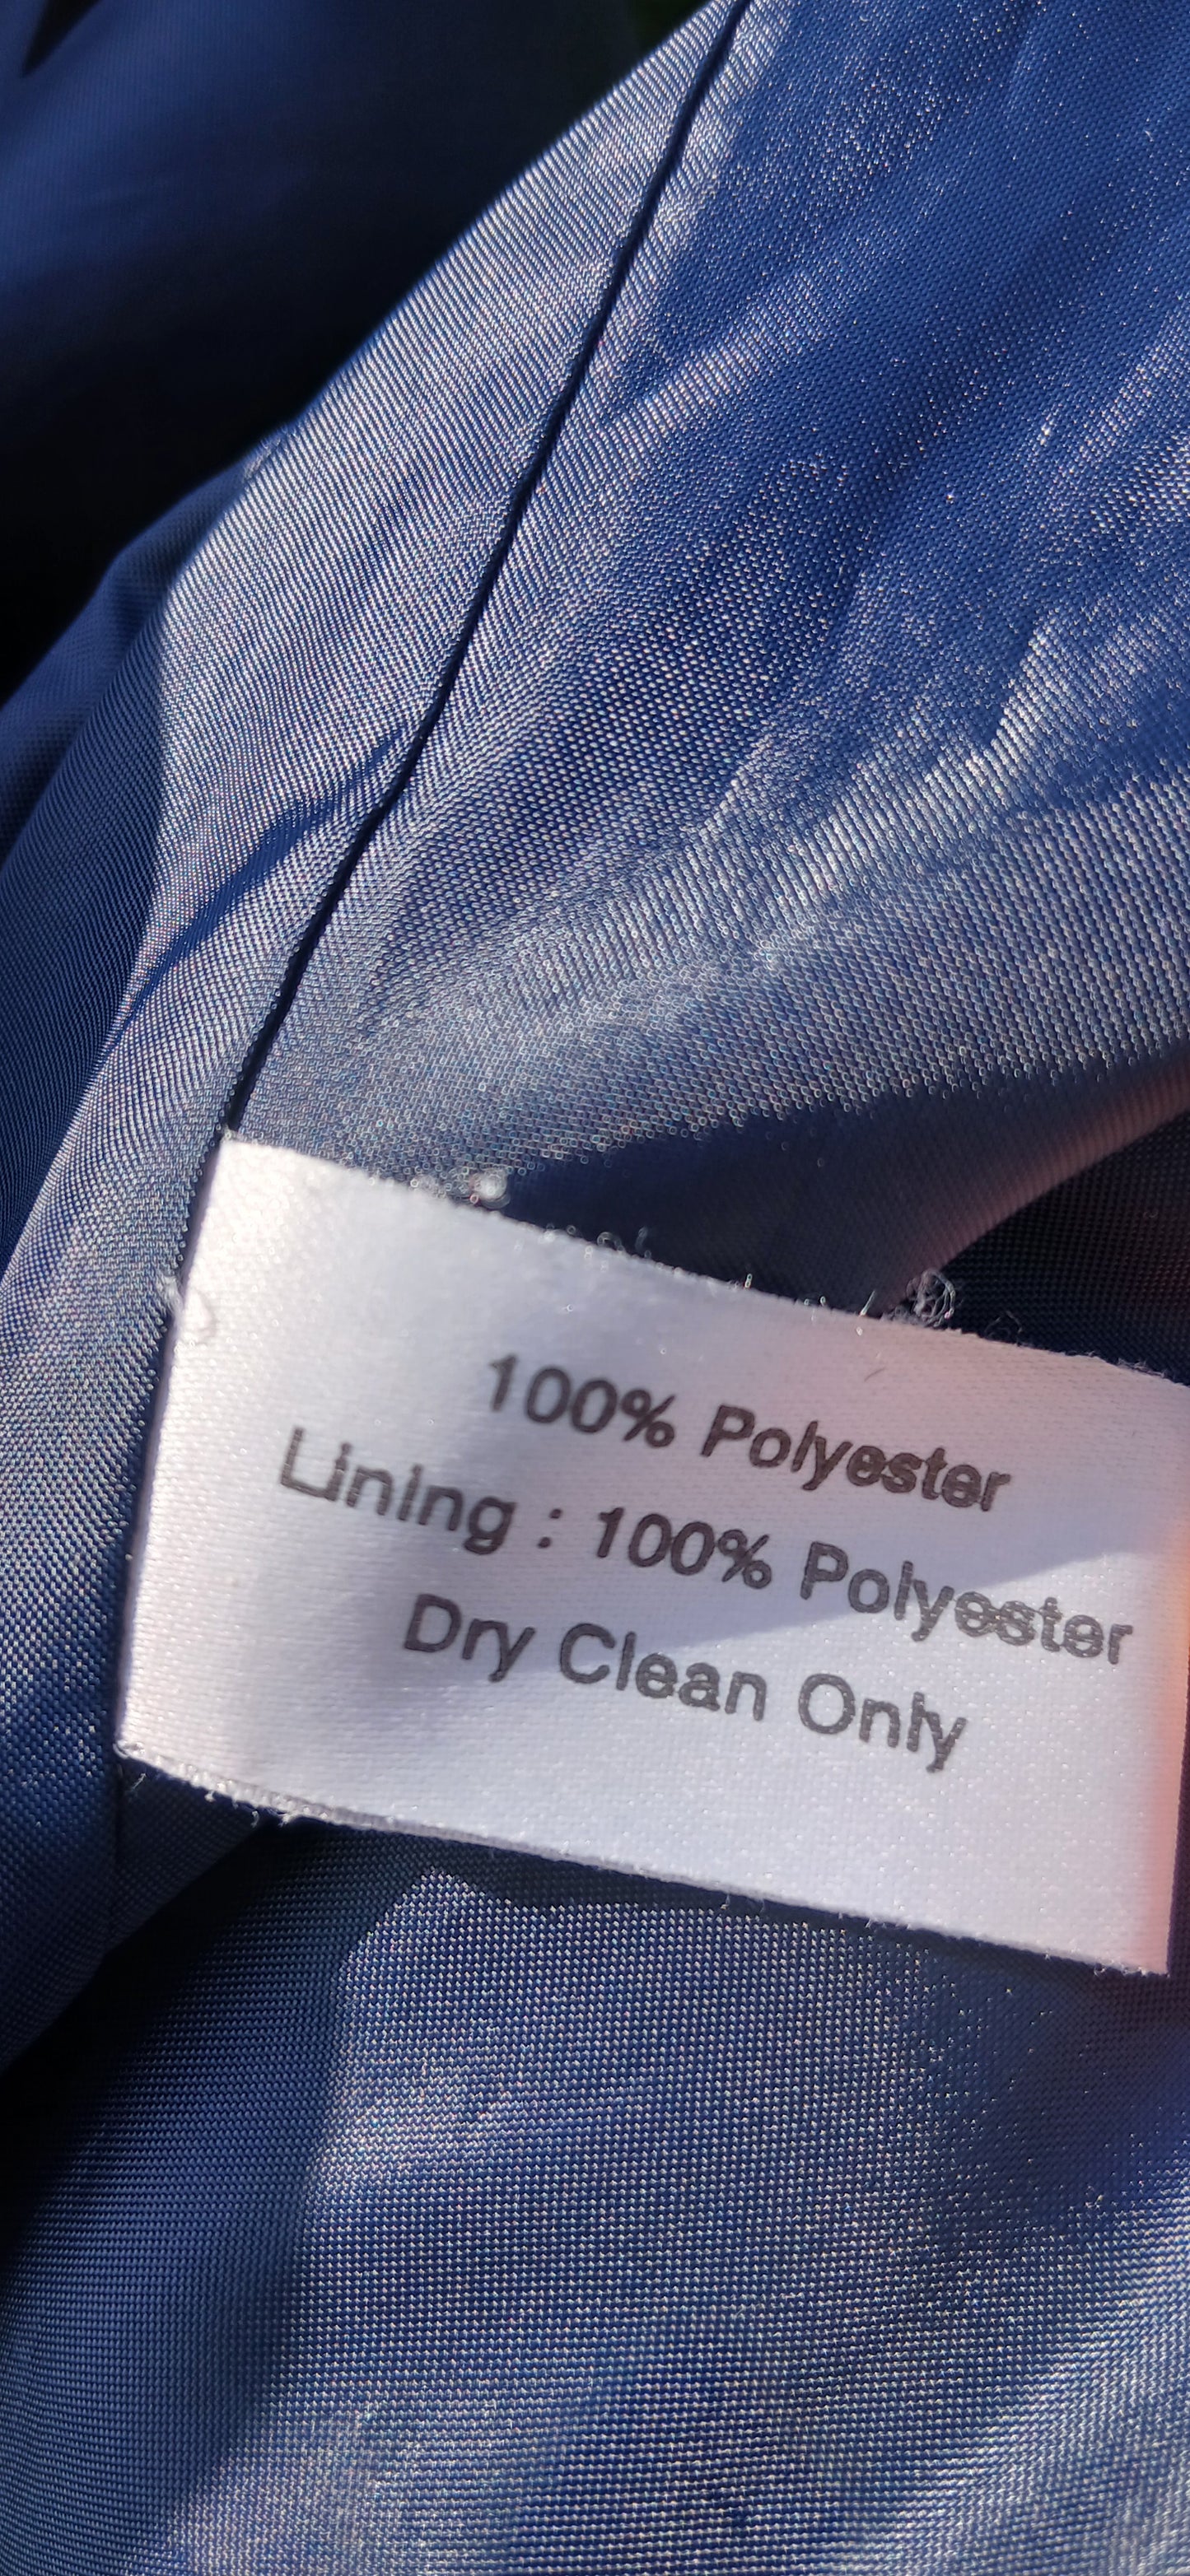 100% Polyester
Lining : 100% Polyester
Dry Clean Only